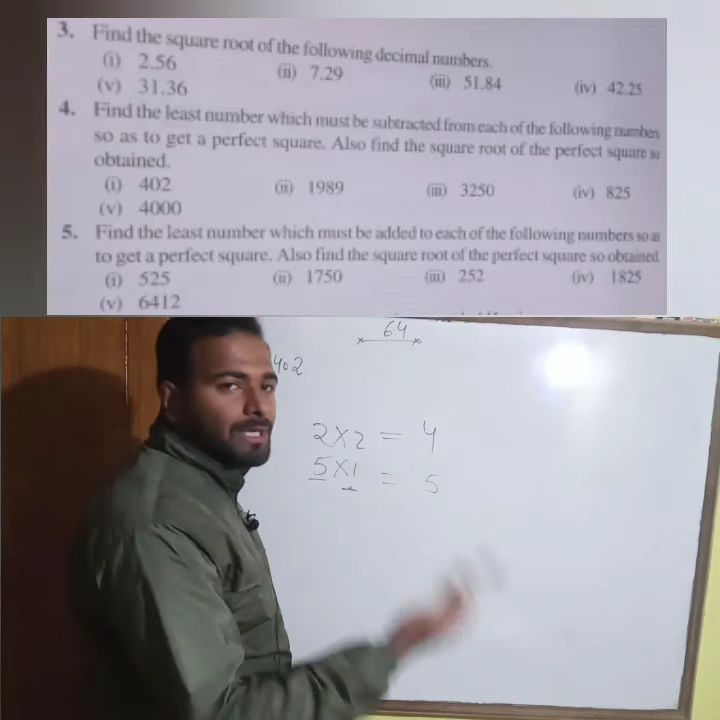 3. Find the square root of the following decimal numbers.
(i) 2.56 (ii) 7.29 (iii) 51.84 (iv) 42.25
(v) 31.36
4. Find the least number which must be subtracted from each of the following numbers
so as to get a perfect square. Also find the square root of the perfect square so
obtained.
(i) 402 (ii) 1989 (iii) 3250 (iv) 825
(v) 4000
5. Find the least number which must be added to each of the following numbers so as
to get a perfect square. Also find the square root of the perfect square so obtained
(i) 525 (ii) 1750 (iii) 252 (iv) 1825
(v) 6412
6.4
402
2×2 = 4
5×1 = 5